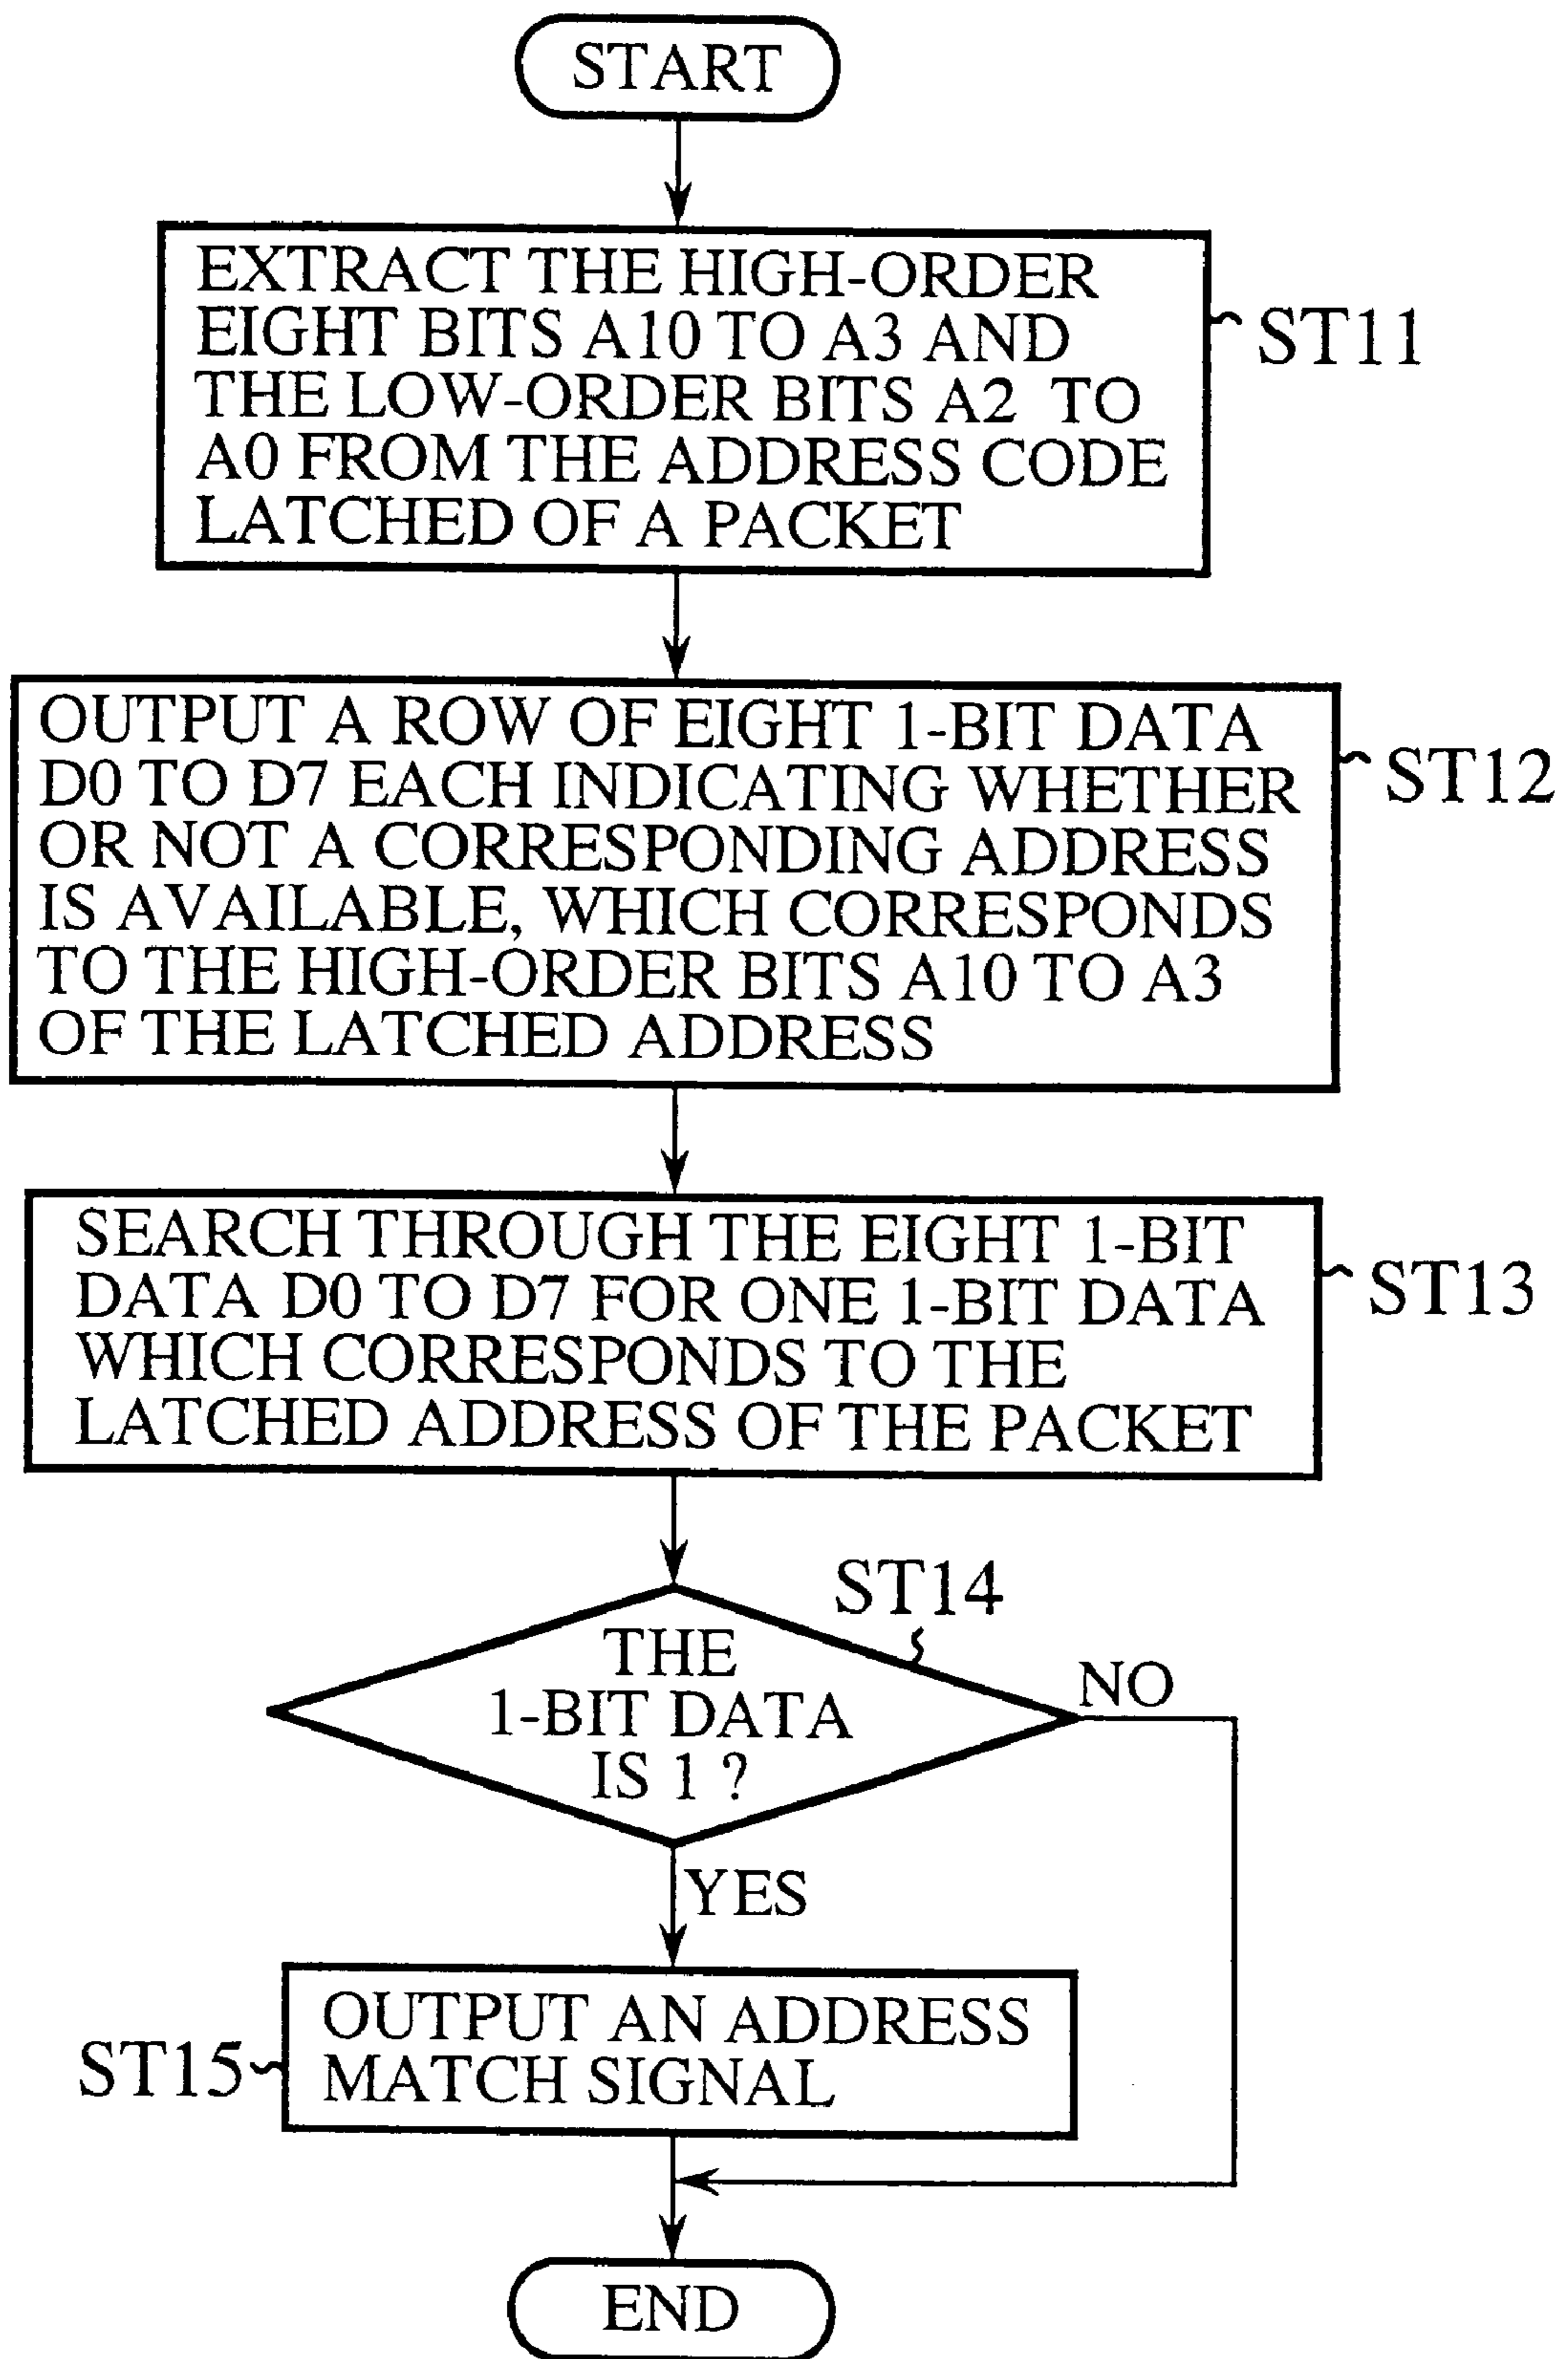 START
EXTRACT THE HIGH-ORDER
EIGHT BITS A10 TO A3 AND
THE LOW-ORDER BITS A2 TO
A0 FROM THE ADDRESS CODE
LATCHED OF A PACKET
ST11
OUTPUT A ROW OF EIGHT 1-BIT DATA
D0 TO D7 EACH INDICATING WHETHER
OR NOT A CORRESPONDING ADDRESS
IS AVAILABLE, WHICH CORRESPONDS
TO THE HIGH-ORDER BITS A10 TO A3
OF THE LATCHED ADDRESS
ST12
SEARCH THROUGH THE EIGHT 1-BIT
DATA D0 TO D7 FOR ONE 1-BIT DATA
WHICH CORRESPONDS TO THE
LATCHED ADDRESS OF THE PACKET
ST13
ST14
THE
1-BIT DATA
IS 1 ?
NO
YES
OUTPUT AN ADDRESS
MATCH SIGNAL
ST15
END